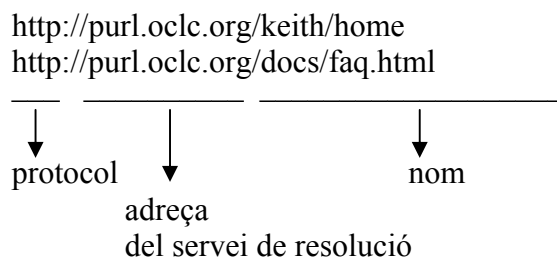 http://purl.oclc.org/keith/home
http://purl.oclc.org/docs/faq.html
protocol nom
adreça
del servei de resolució